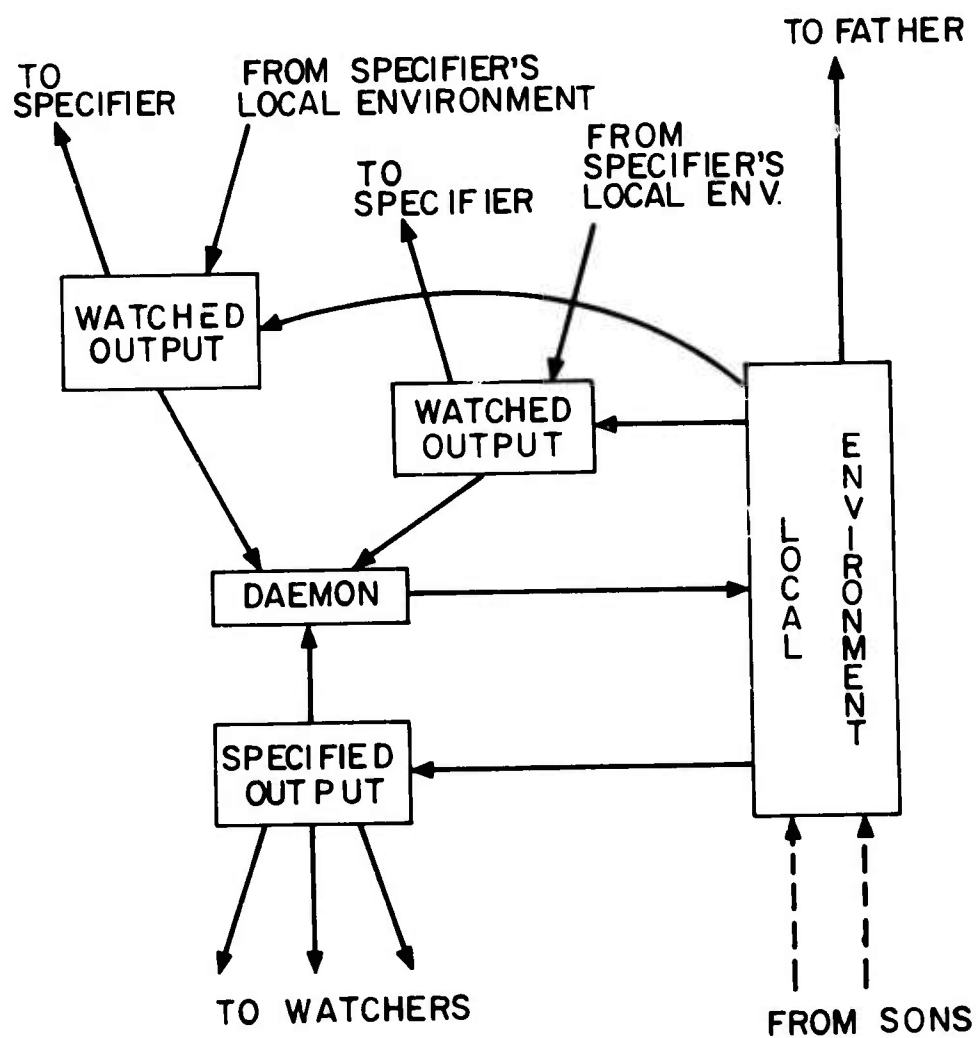 TO FATHER
TO
SPECIFIER
FROM SPECIFIER'S
LOCAL ENVIRONMENT
TO
SPECIFIER
FROM
SPECIFIER'S
LOCAL ENV.
WATCHED
OUTPUT
WATCHED
OUTPUT
LOCAL
ENVIRONMENT
DAEMON
SPECIFIED
OUTPUT
TO WATCHERS
FROM SONS